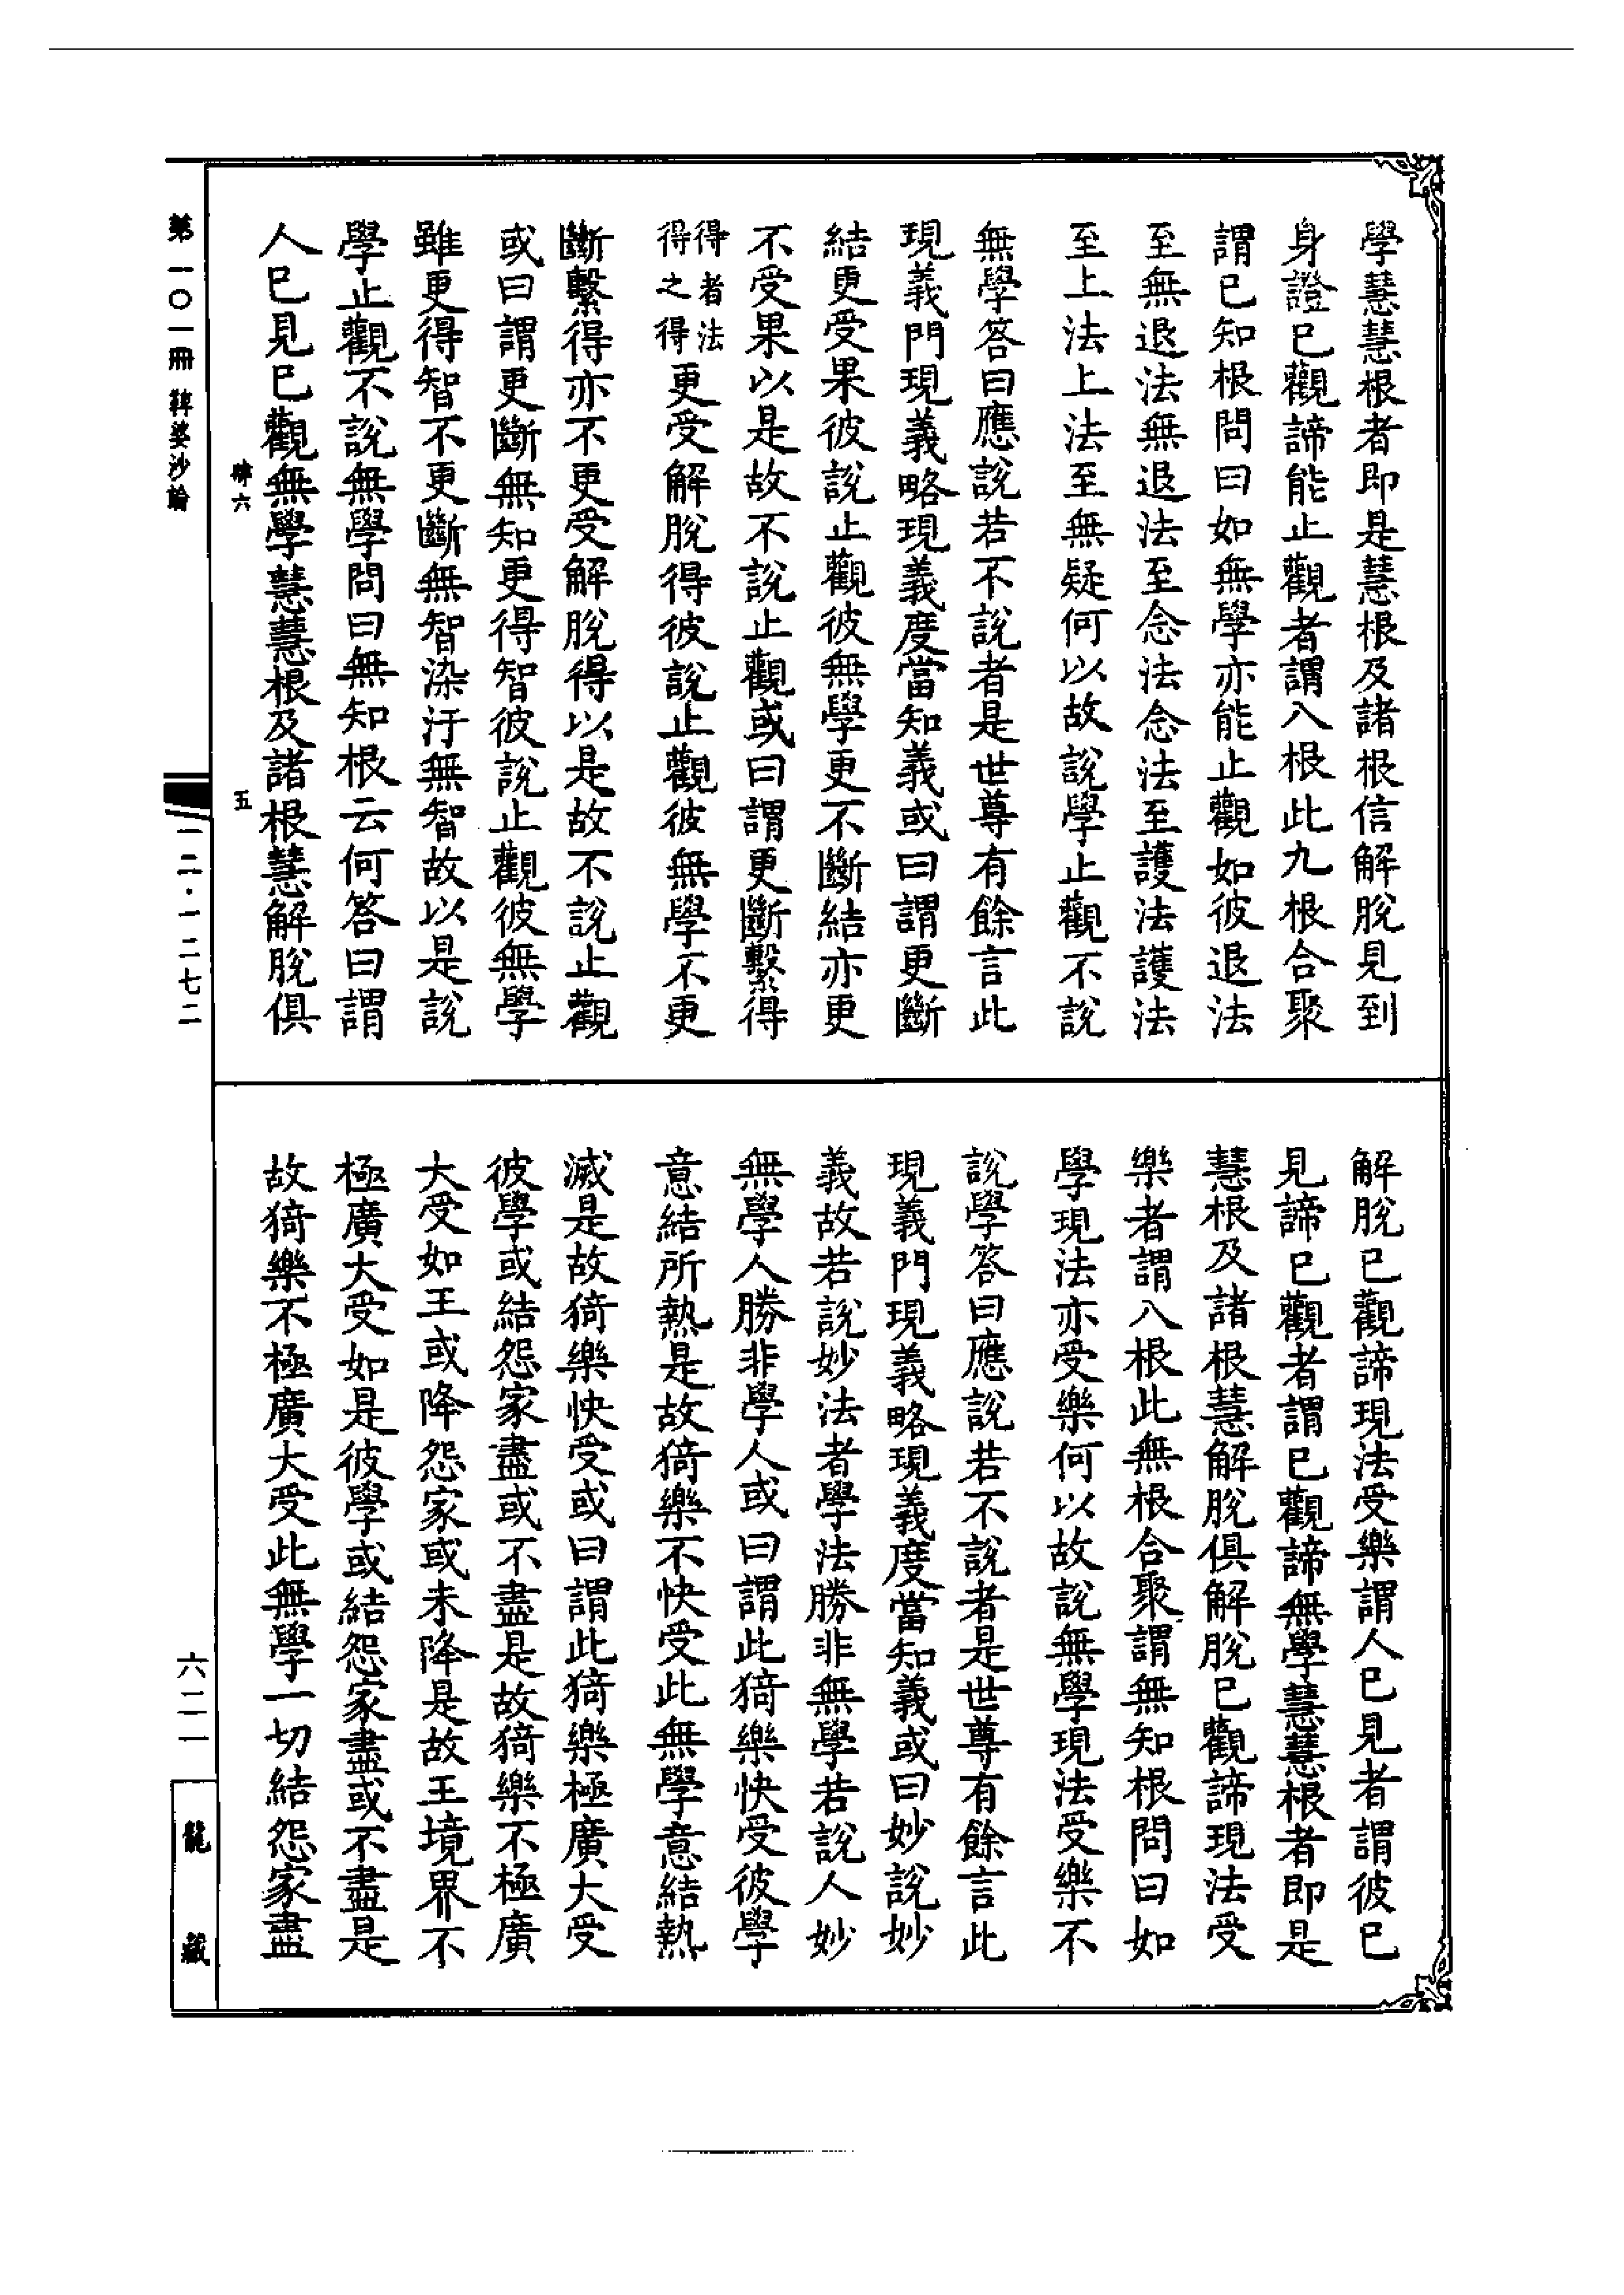 學慧慧根者即是慧根及諸根信解脫見到
身證已觀諦能止觀者謂八根此九根合聚
謂已知根問曰如無學亦能止觀如彼退法
至無退法無退法至念法念法至護法護法
至上法上法至無疑何以故說學止觀不說
無學答曰應說若不說者是世尊有餘言此
現義門現義略現義度當知義或曰謂更斷
結更受果彼說止觀彼無學更不斷結亦更
不受果以是故不說止觀或曰謂更斷繫得
得者法得之得更受解脫得彼說止觀彼無學不更
斷繫得亦不更受解脫得以是故不說止觀
或曰謂更斷無知更得智彼說止觀彼無學
雖更得智不更斷無智染汙無智故以是說
學止觀不說無學問曰無知根云何答曰謂
人已見已觀無學慧慧根及諸根慧解脫俱
解脫已觀諦現法受樂謂人已見者謂彼已
見諦已觀者謂已觀諦無學慧慧根者即是
慧根及諸根慧解脫俱解脫已觀諦現法受
樂者謂八根此無根合聚謂無知根問曰如
學現法亦受樂何以故說無學現法受樂不
說學答曰應說若不說者是世尊有餘言此
現義門現義略現義度當知義或曰妙說妙
義故若說妙法者學法勝非無學若說人妙
無學人勝非學人或曰謂此猗樂快受彼學
意結所熱是故猗樂不快受此無學意結熱
滅是故猗樂快受或曰謂此猗樂極廣大受
彼學或結怨家盡或不盡是故猗樂不極廣
大受如王或降怨家或未降是故王境界不
極廣大受如是彼學或結怨家盡或不盡是
故猗樂不極廣大受此無學一切結怨家盡
第一〇一冊 鞞婆沙論
六
五
一二·一二七二
六二一
龍藏